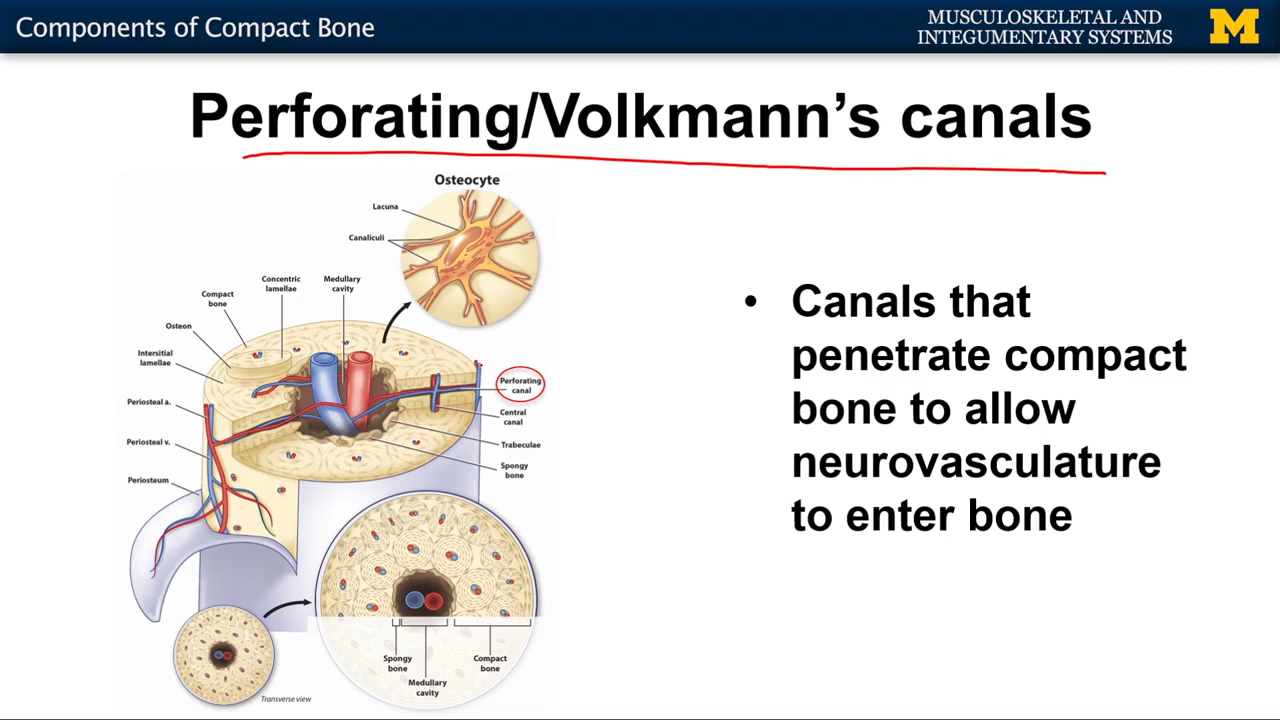 Components of Compact Bone
MUSCULOSKELETAL AND
INTEGUMENTARY SYSTEMS
M
Perforating/Volkmann's canals
Osteocyte
Lacuna
Canaliculi
Concentric
lamellae
Medullary
cavity
Compact
bone
Osteon
Intersitial
lamellae
Periosteal a.
Periosteal v.
Periosteum
Perforating
canal
Central
canal
Trabeculae
Spongy
bone
Spongy
bone
Medullary
cavity
Compact
bone
Transverse view
• Canals that
penetrate compact
bone to allow
neurovasculature
to enter bone